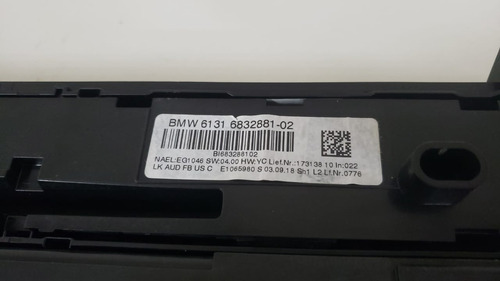 BMW 6131 6832881-02
BI683288102
NAEL:EG1046 SW:04.00 HW:YC Lief.Nr.:173138 10 In:022
LK AUD FB US C E1065980 S 03.09.18 Sh1 L2 Lf.Nr.0776